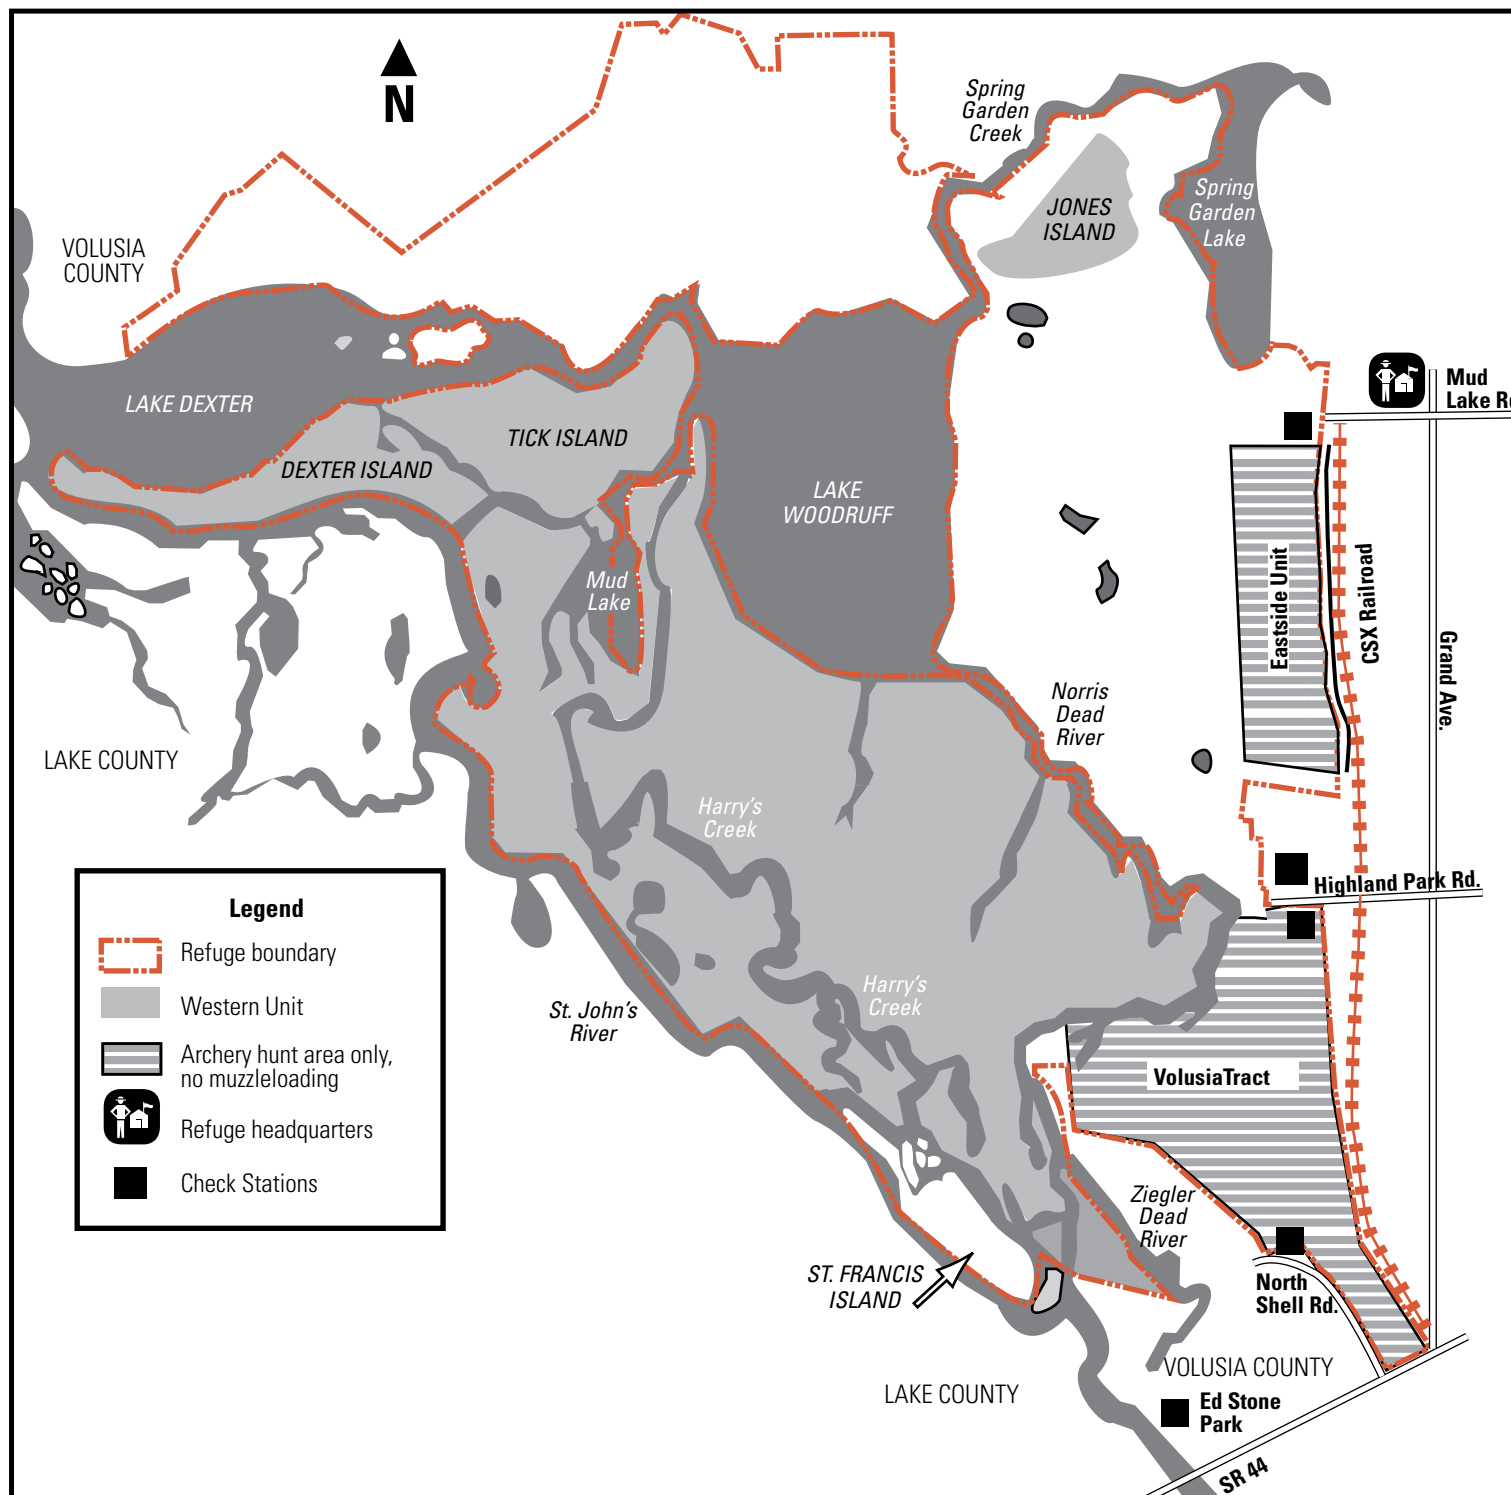 N
Spring
Garden
Creek
VOLUSIA
COUNTY
JONES
ISLAND
Spring
Garden
Lake
Mud
Lake Rd
LAKE DEXTER
TICK ISLAND
DEXTER ISLAND
LAKE
WOODRUFF
Mud
Lake
Eastside Unit
CSX Railroad
Grand Ave.
Norris
Dead
River
LAKE COUNTY
Harry's
Creek
Highland Park Rd.
Legend
Refuge boundary
Western Unit
Archery hunt area only,
no muzzleloading
Refuge headquarters
Check Stations
St. John's
River
Harry's
Creek
VolusiaTract
Ziegler
Dead
River
ST. FRANCIS
ISLAND
North
Shell Rd.
VOLUSIA COUNTY
LAKE COUNTY
Ed Stone
Park
SR 44